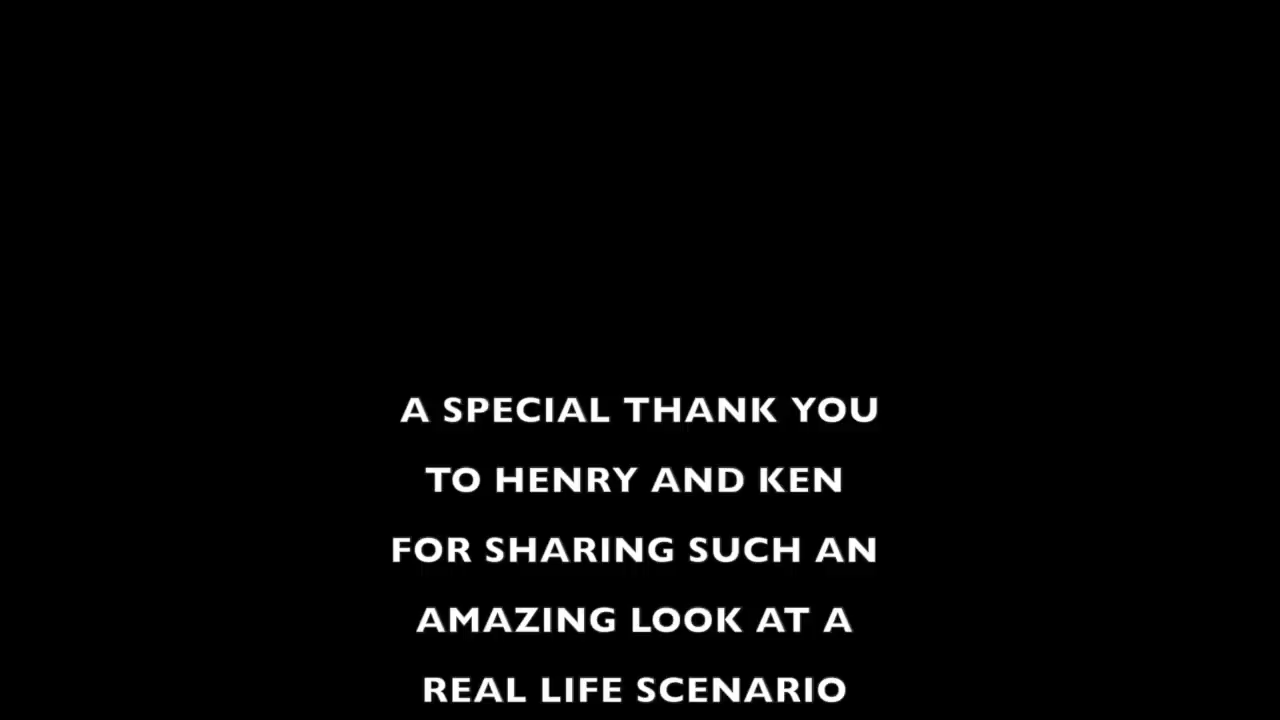 A SPECIAL THANK YOU
TO HENRY AND KEN
FOR SHARING SUCH AN
AMAZING LOOK AT A
REAL LIFE SCENARIO